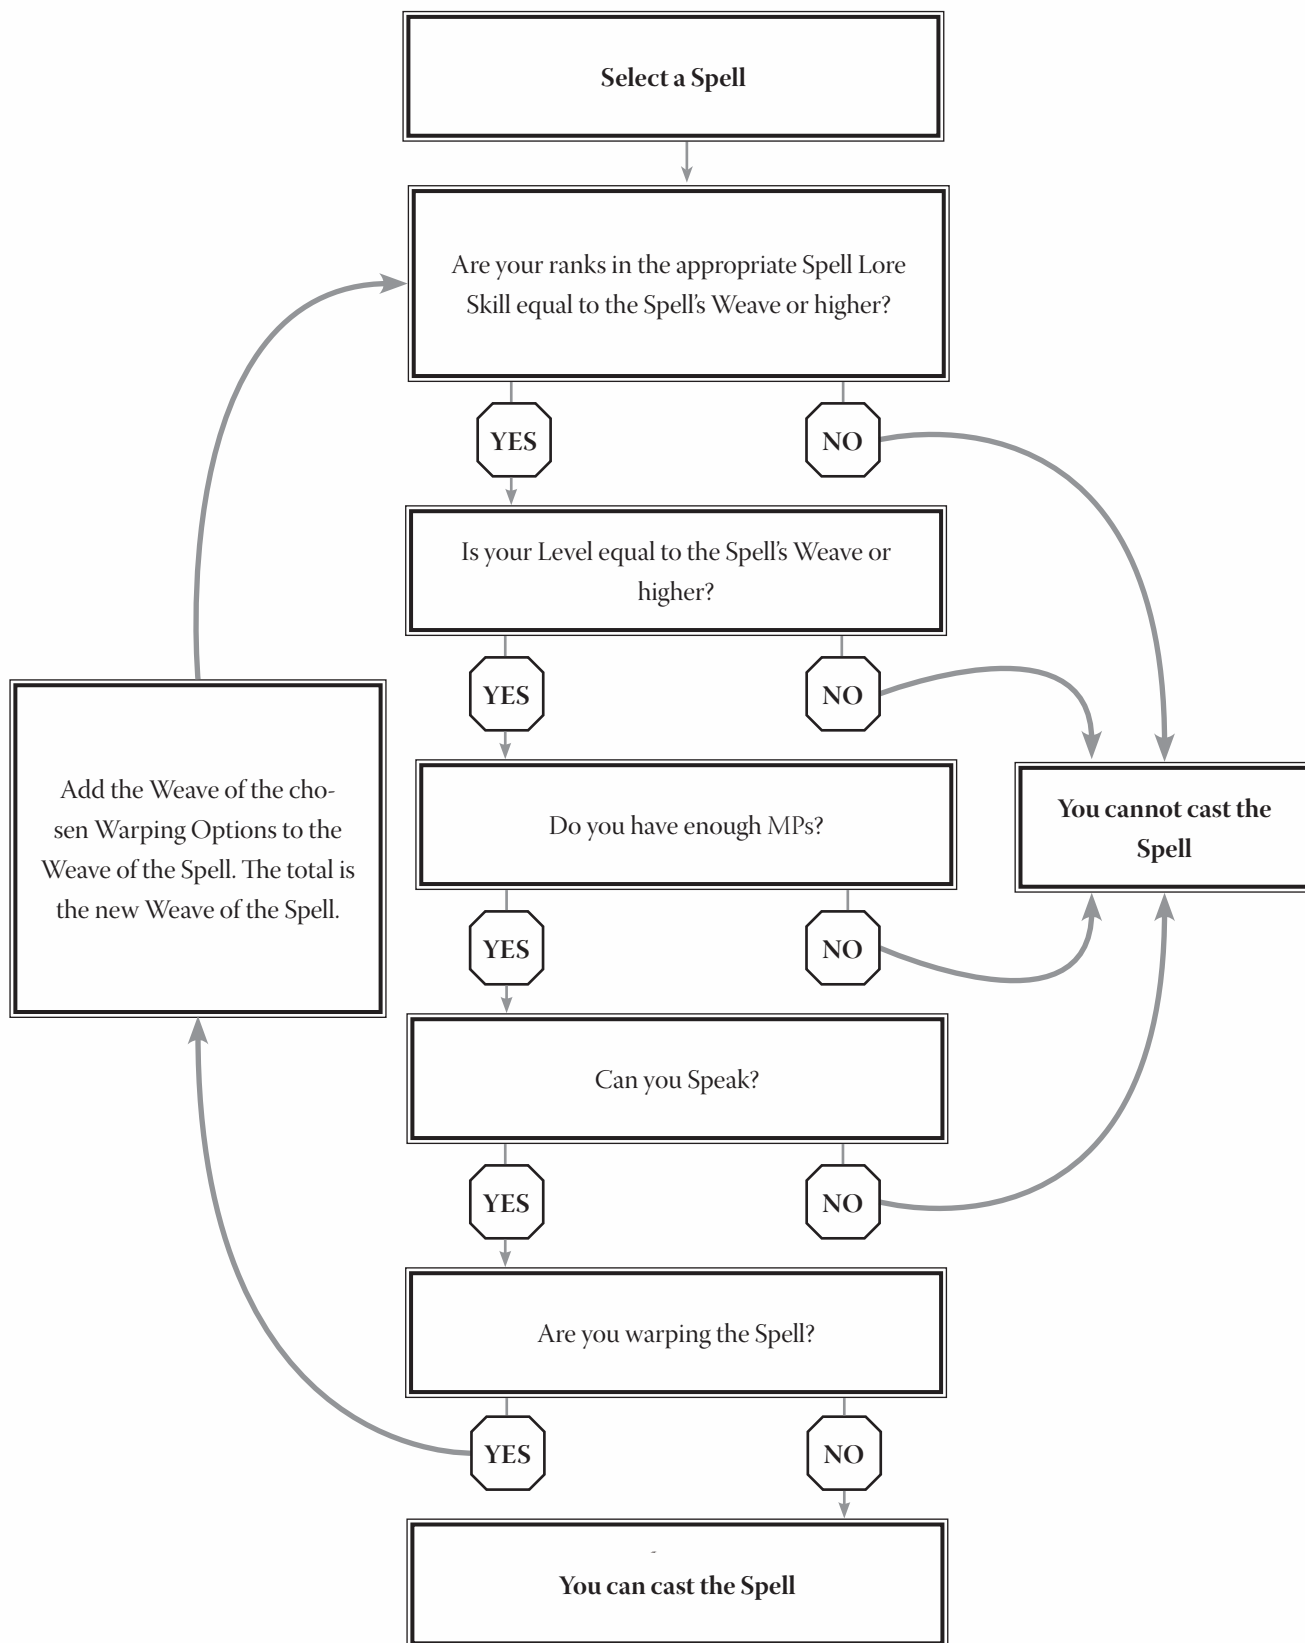 Select a Spell
Are your ranks in the appropriate Spell Lore
Skill equal to the Spell's Weave or higher?
YES
NO
Is your Level equal to the Spell's Weave or
higher?
YES
NO
Add the Weave of the cho-
sen Warping Options to the
Weave of the Spell. The total is
the new Weave of the Spell.
Do you have enough MPs?
You cannot cast the
Spell
YES
NO
Can you Speak?
YES
NO
Are you warping the Spell?
YES
NO
You can cast the Spell